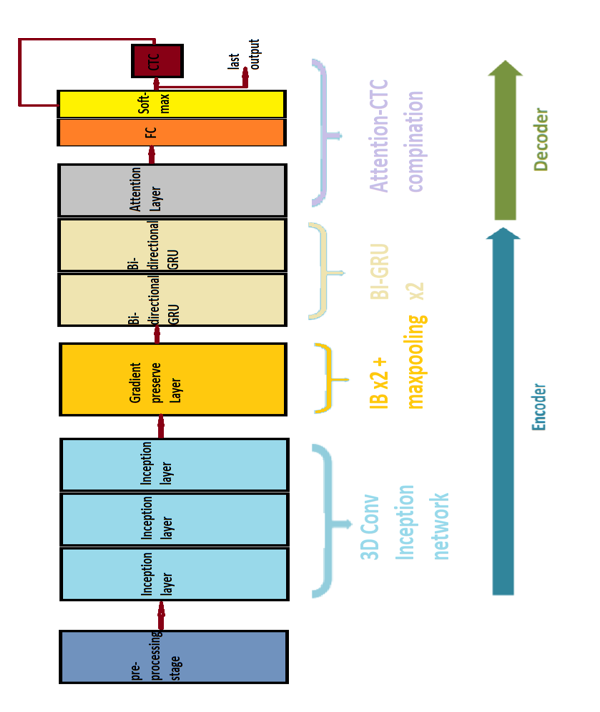 pre-
processing
stage
Inception
layer
Inception
layer
Inception
layer
Gradient
preserve
Layer
Bi-
directional
GRU
Bi-
directional
GRU
Attention
Layer
FC
Soft-
max
CTC
last
output
3D Conv
Inception
network
IB x2 +
maxpooling
BI-GRU
x2
Attention-CTC
compination
Encoder
Decoder